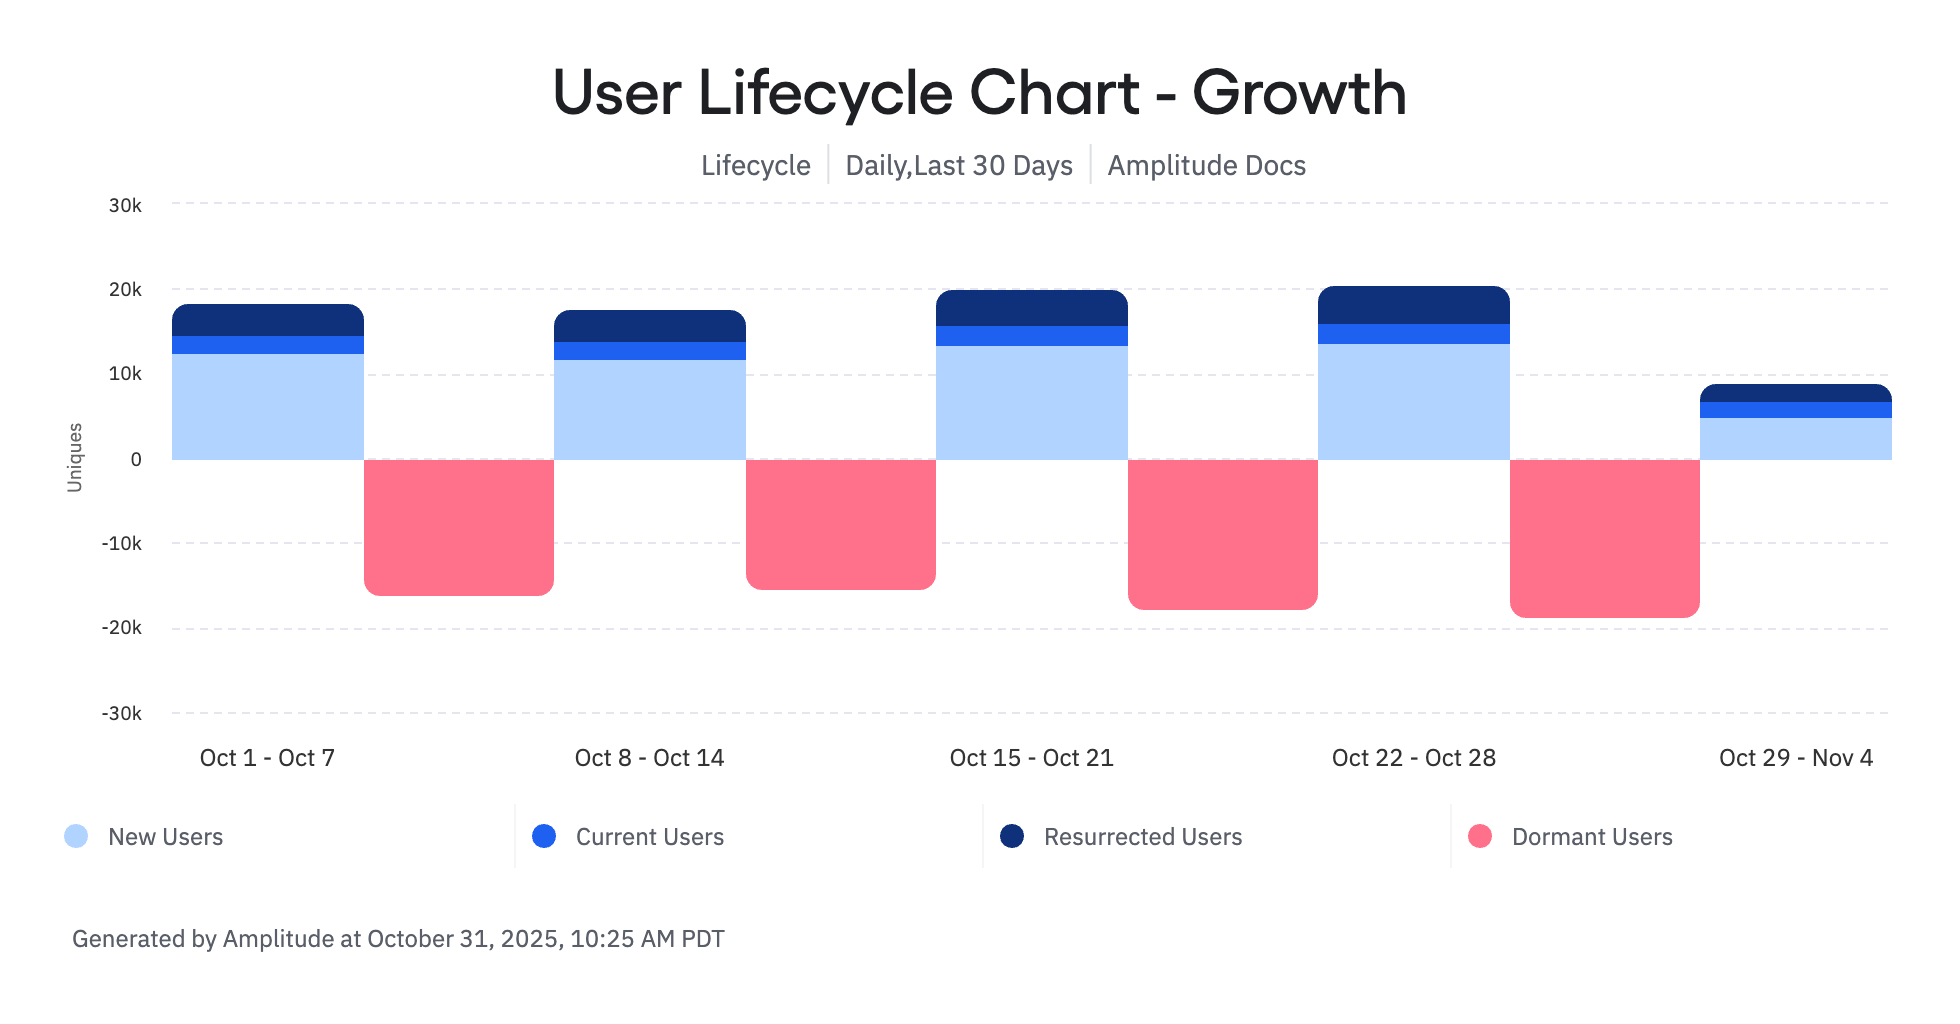 User Lifecycle Chart - Growth
Lifecycle
Daily,Last 30 Days
Amplitude Docs
30k
20k
10k
0
-10k
-20k
-30k
Uniques
Oct 1 - Oct 7
Oct 8 - Oct 14
Oct 15 - Oct 21
Oct 22 - Oct 28
Oct 29 - Nov 4
New Users
Current Users
Resurrected Users
Dormant Users
Generated by Amplitude at October 31, 2025, 10:25 AM PDT